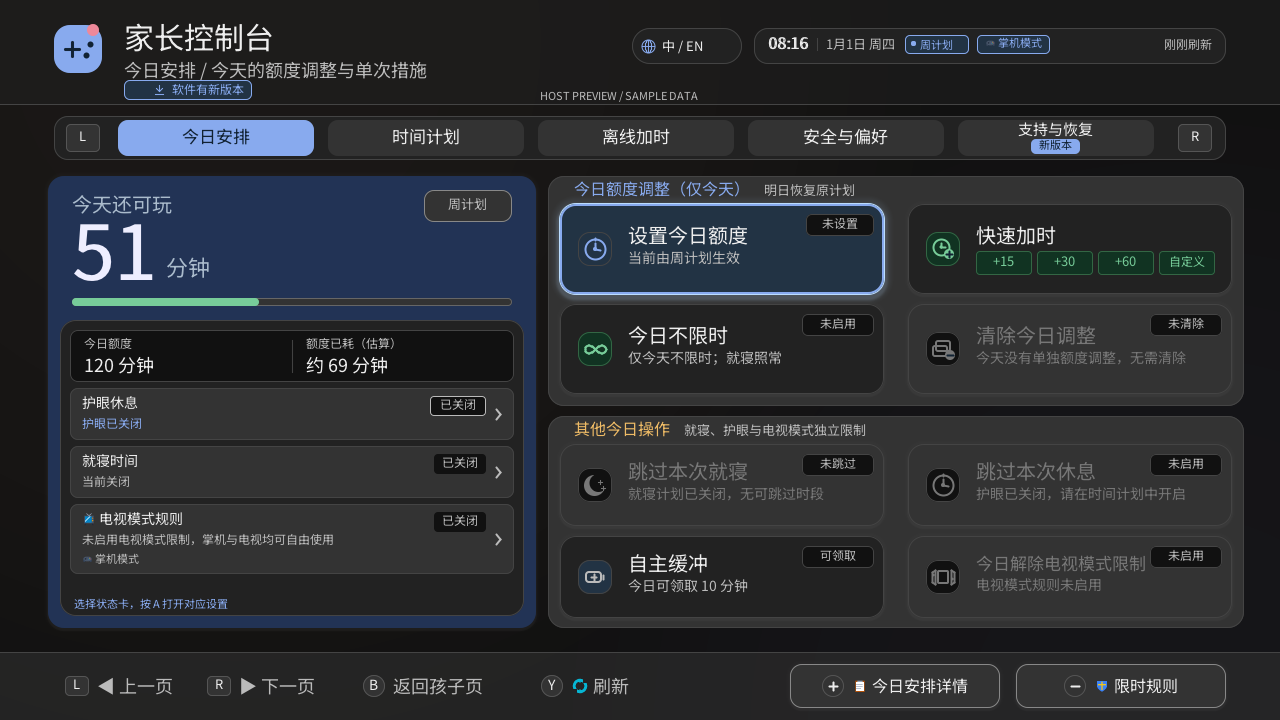 家长控制台
今日安排 / 今天的额度调整与单次措施
软件有新版本
中 / EN
08:16 1月1日 周四 周计划 掌机模式 刚刚刷新
HOST PREVIEW / SAMPLE DATA
L 今日安排 时间计划 离线加时 安全与偏好 支持与恢复 R
新版本
今天还可玩
周计划
51 分钟
今日额度 额度已耗（估算）
120 分钟 约 69 分钟
护眼休息 已关闭
护眼已关闭
就寝时间 已关闭
当前关闭
电视模式规则 已关闭
未启用电视模式限制，掌机与电视均可自由使用
掌机模式
选择状态卡，按 A 打开对应设置
今日额度调整（仅今天） 明日恢复原计划
设置今日额度 未设置
当前由周计划生效
快速加时
+15 +30 +60 自定义
今日不限时 未启用
仅今天不限时；就寝照常
清除今日调整 未清除
今天没有单独额度调整，无需清除
其他今日操作 就寝、护眼与电视模式独立限制
跳过本次就寝 未跳过
就寝计划已关闭，无可跳过时段
跳过本次休息 未启用
护眼已关闭，请在时间计划中开启
自主缓冲 可领取
今日可领取 10 分钟
今日解除电视模式限制 未启用
电视模式规则未启用
L ◀ 上一页 R ▶ 下一页 B 返回孩子页 Y 刷新 + 今日安排详情 − 限时规则